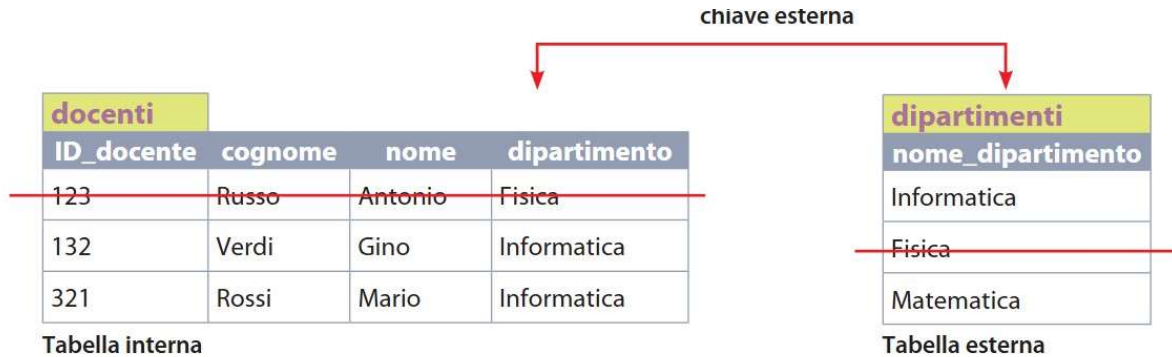 chiave esterna
docenti
ID_docente cognome nome dipartimento
123 Russo Antonio Fisica
132 Verdi Gino Informatica
321 Rossi Mario Informatica
Tabella interna
dipartimenti
nome_dipartimento
Informatica
Fisica
Matematica
Tabella esterna